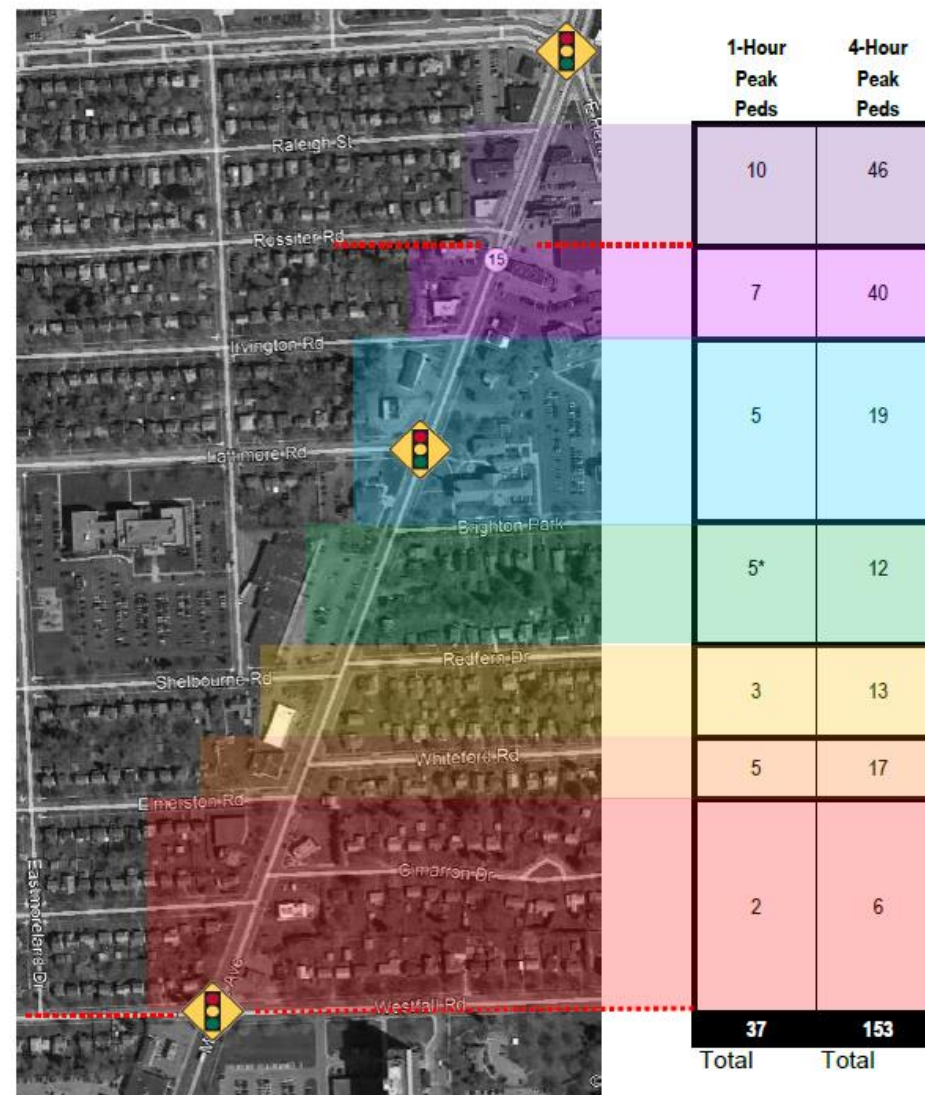 1-Hour
Peak
Peds
4-Hour
Peak
Peds
Raleigh St
10
46
Rossiter Rd
15
7
40
Irvington Rd
5
19
Lattimore Rd
Brighton Park
5*
12
Redfern Dr
Shelbourne Rd
3
13
Whiteford Rd
5
17
Elmerston Rd
Cimarron Dr
Eastmoreland Dr
2
6
Ave
Westfall Rd
37
153
Total
Total
©